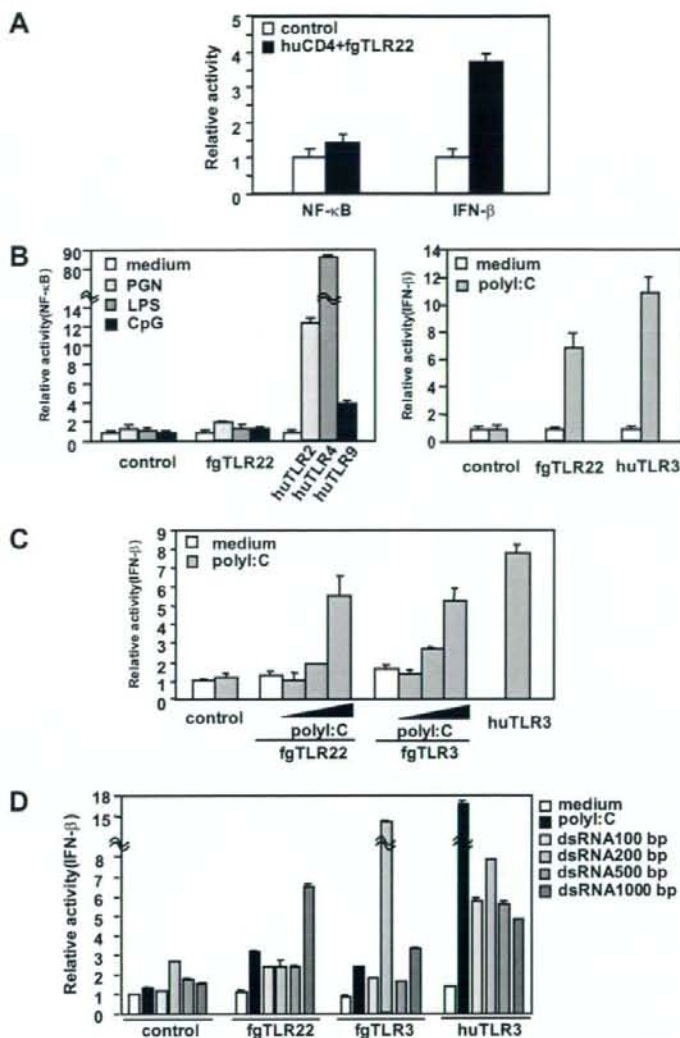 A
Relative activity
5
4
3
2
1
0
control
huCD4+fgTLR22
NF-κB
IFN-β
B
Relative activity(NF-κB)
90
80
14
12
10
8
6
4
2
0
medium
PGN
LPS
CpG
control
fgTLR22
huTLR2
huTLR4
huTLR9
Relative activity(IFN-β)
14
12
10
8
6
4
2
0
medium
polyI:C
fgTLR22
huTLR3
control
C
Relative activity(IFN-β)
9
8
7
6
5
4
3
2
1
0
medium
polyI:C
control
polyI:C
fgTLR22
polyI:C
fgTLR3
huTLR3
D
Relative activity(IFN-β)
18
15
8
7
6
5
4
3
2
1
0
medium
polyI:C
dsRNA100 bp
dsRNA200 bp
dsRNA500 bp
dsRNA1000 bp
control
fgTLR22
fgTLR3
huTLR3